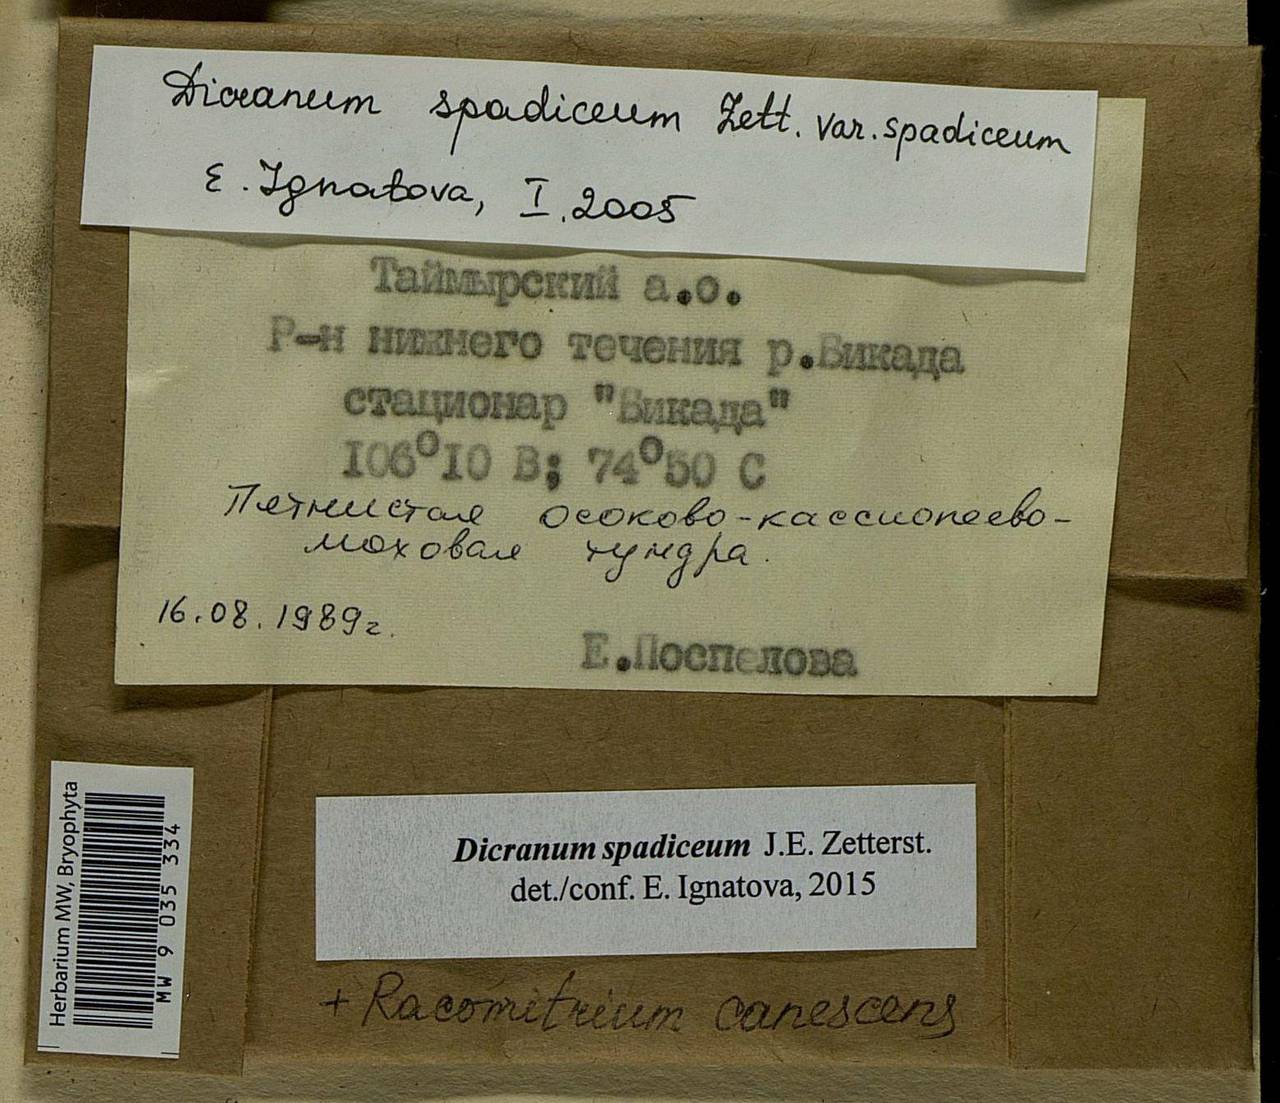 Dicranum spadiceum Zett. var. spadiceum
E. Ignatova, I.2005
Таймырский а.о.
Р-н нижнего течения р.Бикада
стационар "Бикада"
106°10 В; 74°50 С
Пятнистая осоково-кассиопеево-
моховая тундра.
16.08.1989г.
Е.Поспелова
Herbarium MW, Bryophyta
MW 9 035 334
Dicranum spadiceum J.E. Zetterst.
det./conf. E. Ignatova, 2015
+ Racomitrium canescens